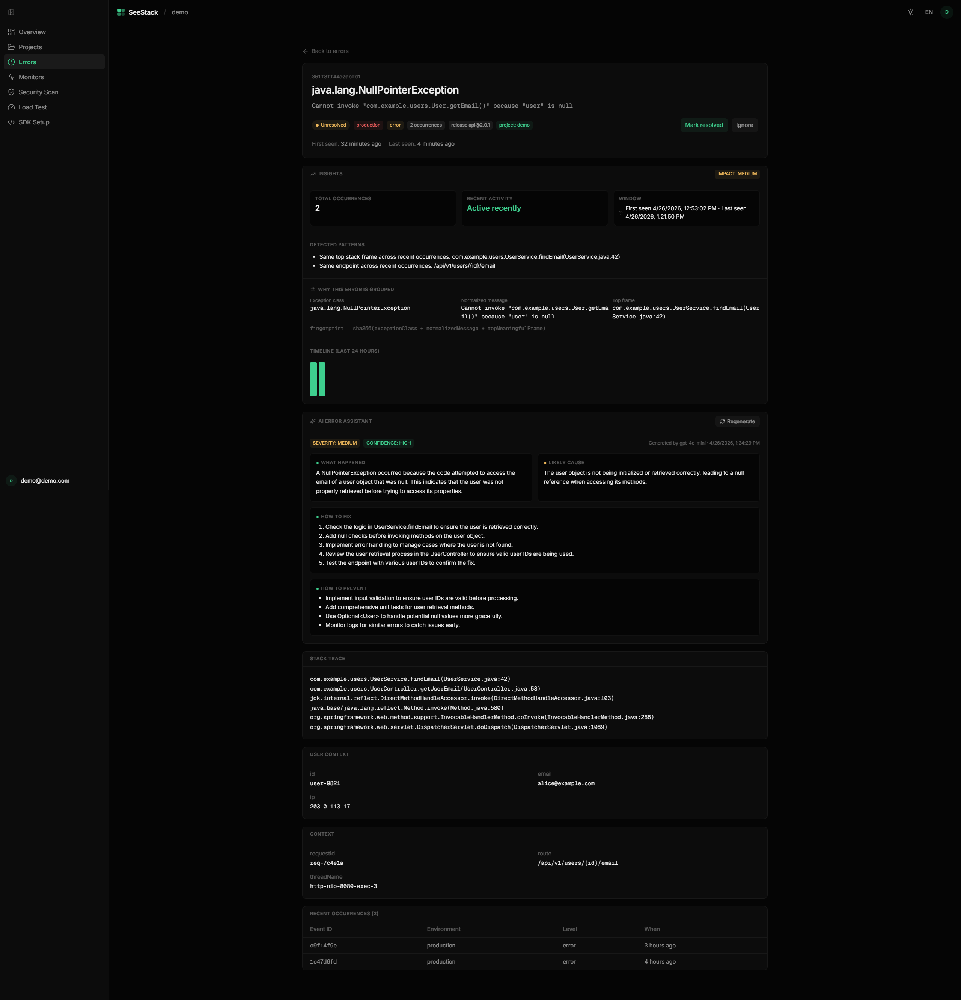 SeeStack / demo
EN
D
Overview
Projects
Errors
Monitors
Security Scan
Load Test
SDK Setup
D demo@demo.com
Back to errors
361f8ff44d0acfd1…
java.lang.NullPointerException
Cannot invoke "com.example.users.User.getEmail()" because "user" is null
Unresolved production error 2 occurrences release api@2.0.1 project: demo
Mark resolved Ignore
First seen: 32 minutes ago Last seen: 4 minutes ago
INSIGHTS
IMPACT: MEDIUM
TOTAL OCCURRENCES
2
RECENT ACTIVITY
Active recently
WINDOW
First seen 4/26/2026, 12:53:02 PM · Last seen
4/26/2026, 1:21:50 PM
DETECTED PATTERNS
• Same top stack frame across recent occurrences: com.example.users.UserService.findEmail(UserService.java:42)
• Same endpoint across recent occurrences: /api/v1/users/{id}/email
# WHY THIS ERROR IS GROUPED
Exception class
java.lang.NullPointerException
Normalized message
Cannot invoke "com.example.users.User.getEma
il()" because "user" is null
Top frame
com.example.users.UserService.findEmail(User
Service.java:42)
fingerprint = sha256(exceptionClass + normalizedMessage + topMeaningfulFrame)
TIMELINE (LAST 24 HOURS)
AI ERROR ASSISTANT
Regenerate
SEVERITY: MEDIUM CONFIDENCE: HIGH
Generated by gpt-4o-mini · 4/26/2026, 1:24:29 PM
WHAT HAPPENED
A NullPointerException occurred because the code attempted to access the
email of a user object that was null. This indicates that the user was not
properly retrieved before trying to access its properties.
LIKELY CAUSE
The user object is not being initialized or retrieved correctly, leading to a null
reference when accessing its methods.
HOW TO FIX
1. Check the logic in UserService.findEmail to ensure the user is retrieved correctly.
2. Add null checks before invoking methods on the user object.
3. Implement error handling to manage cases where the user is not found.
4. Review the user retrieval process in the UserController to ensure valid user IDs are being used.
5. Test the endpoint with various user IDs to confirm the fix.
HOW TO PREVENT
• Implement input validation to ensure user IDs are valid before processing.
• Add comprehensive unit tests for user retrieval methods.
• Use Optional<User> to handle potential null values more gracefully.
• Monitor logs for similar errors to catch issues early.
STACK TRACE
com.example.users.UserService.findEmail(UserService.java:42)
com.example.users.UserController.getUserEmail(UserController.java:58)
jdk.internal.reflect.DirectMethodHandleAccessor.invoke(DirectMethodHandleAccessor.java:103)
java.base/java.lang.reflect.Method.invoke(Method.java:580)
org.springframework.web.method.support.InvocableHandlerMethod.doInvoke(InvocableHandlerMethod.java:255)
org.springframework.web.servlet.DispatcherServlet.doDispatch(DispatcherServlet.java:1089)
USER CONTEXT
id
user-9821
email
alice@example.com
ip
203.0.113.17
CONTEXT
requestId
req-7c4e1a
route
/api/v1/users/{id}/email
threadName
http-nio-8080-exec-3
RECENT OCCURRENCES (2)
Event ID Environment Level When
c9f14f9e production error 3 hours ago
1c47d6fd production error 4 hours ago